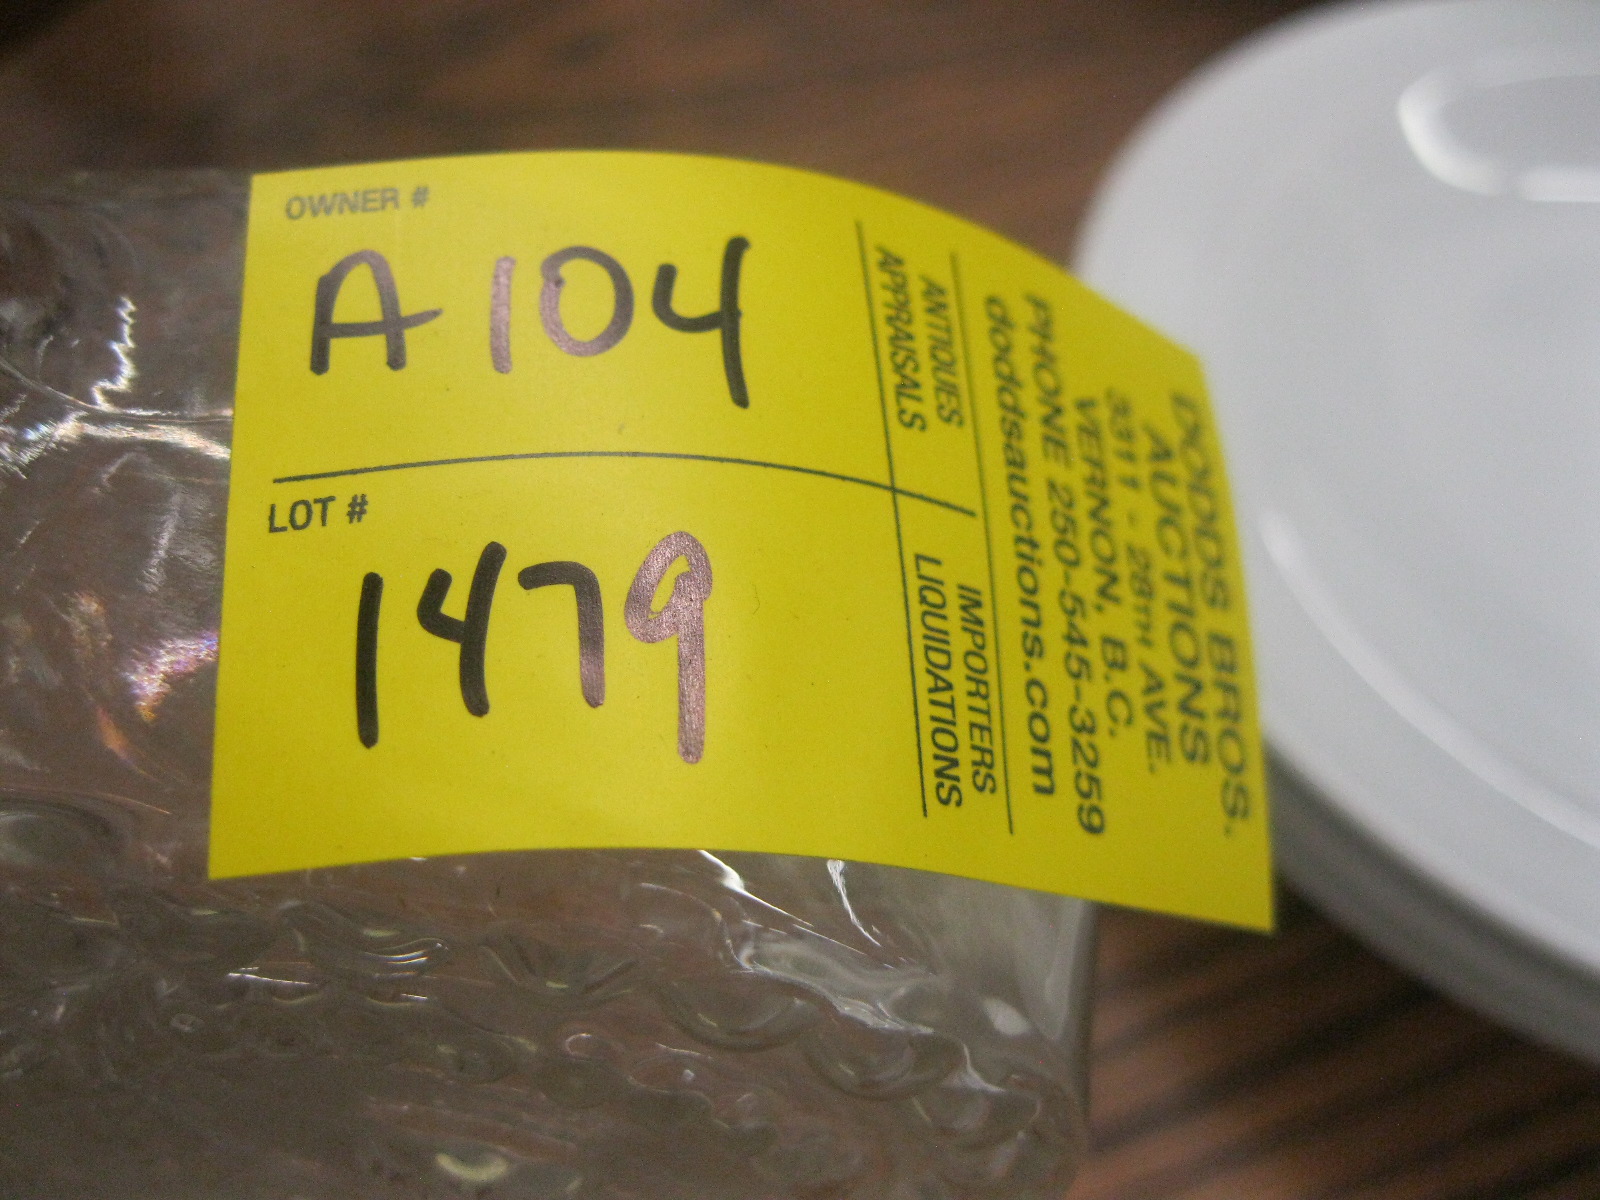 OWNER #
A 104
LOT #
1479
DODDS BROS.
AUCTIONS
3311 - 28TH AVE.
VERNON, B.C.
PHONE 250-545-3259
doddsauctions.com
ANTIQUES
APPRAISALS
IMPORTERS
LIQUIDATIONS